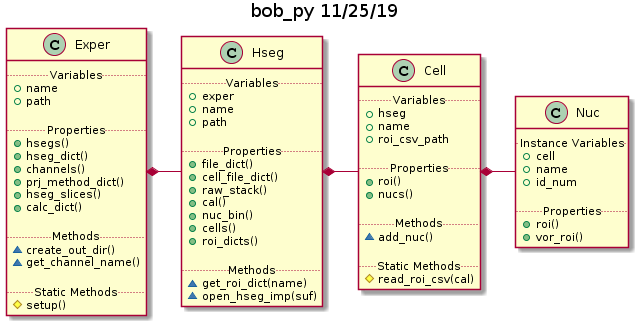 bob_py 11/25/19
C Exper
Variables
name
path
Properties
hsegs()
hseg_dict()
channels()
prj_method_dict()
hseg_slices()
calc_dict()
Methods
create_out_dir()
get_channel_name()
Static Methods
setup()
C Hseg
Variables
exper
name
path
Properties
file_dict()
cell_file_dict()
raw_stack()
cal()
nuc_bin()
cells()
roi_dicts()
Methods
get_roi_dict(name)
open_hseg_imp(suf)
C Cell
Variables
hseg
name
roi_csv_path
Properties
roi()
nucs()
Methods
add_nuc()
Static Methods
read_roi_csv(cal)
C Nuc
Instance Variables
cell
name
id_num
Properties
roi()
vor_roi()